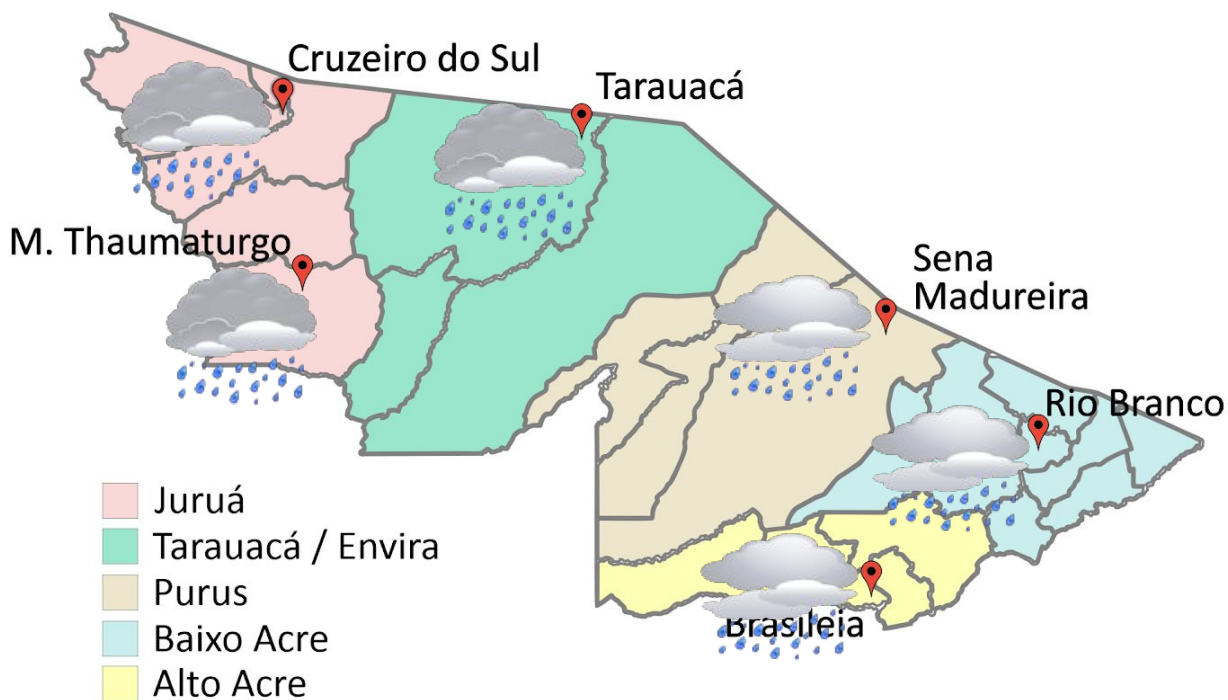 Cruzeiro do Sul
Tarauacá
M. Thaumaturgo
Sena
Madureira
Rio Branco
Brasileia
Juruá
Tarauacá / Envira
Purus
Baixo Acre
Alto Acre